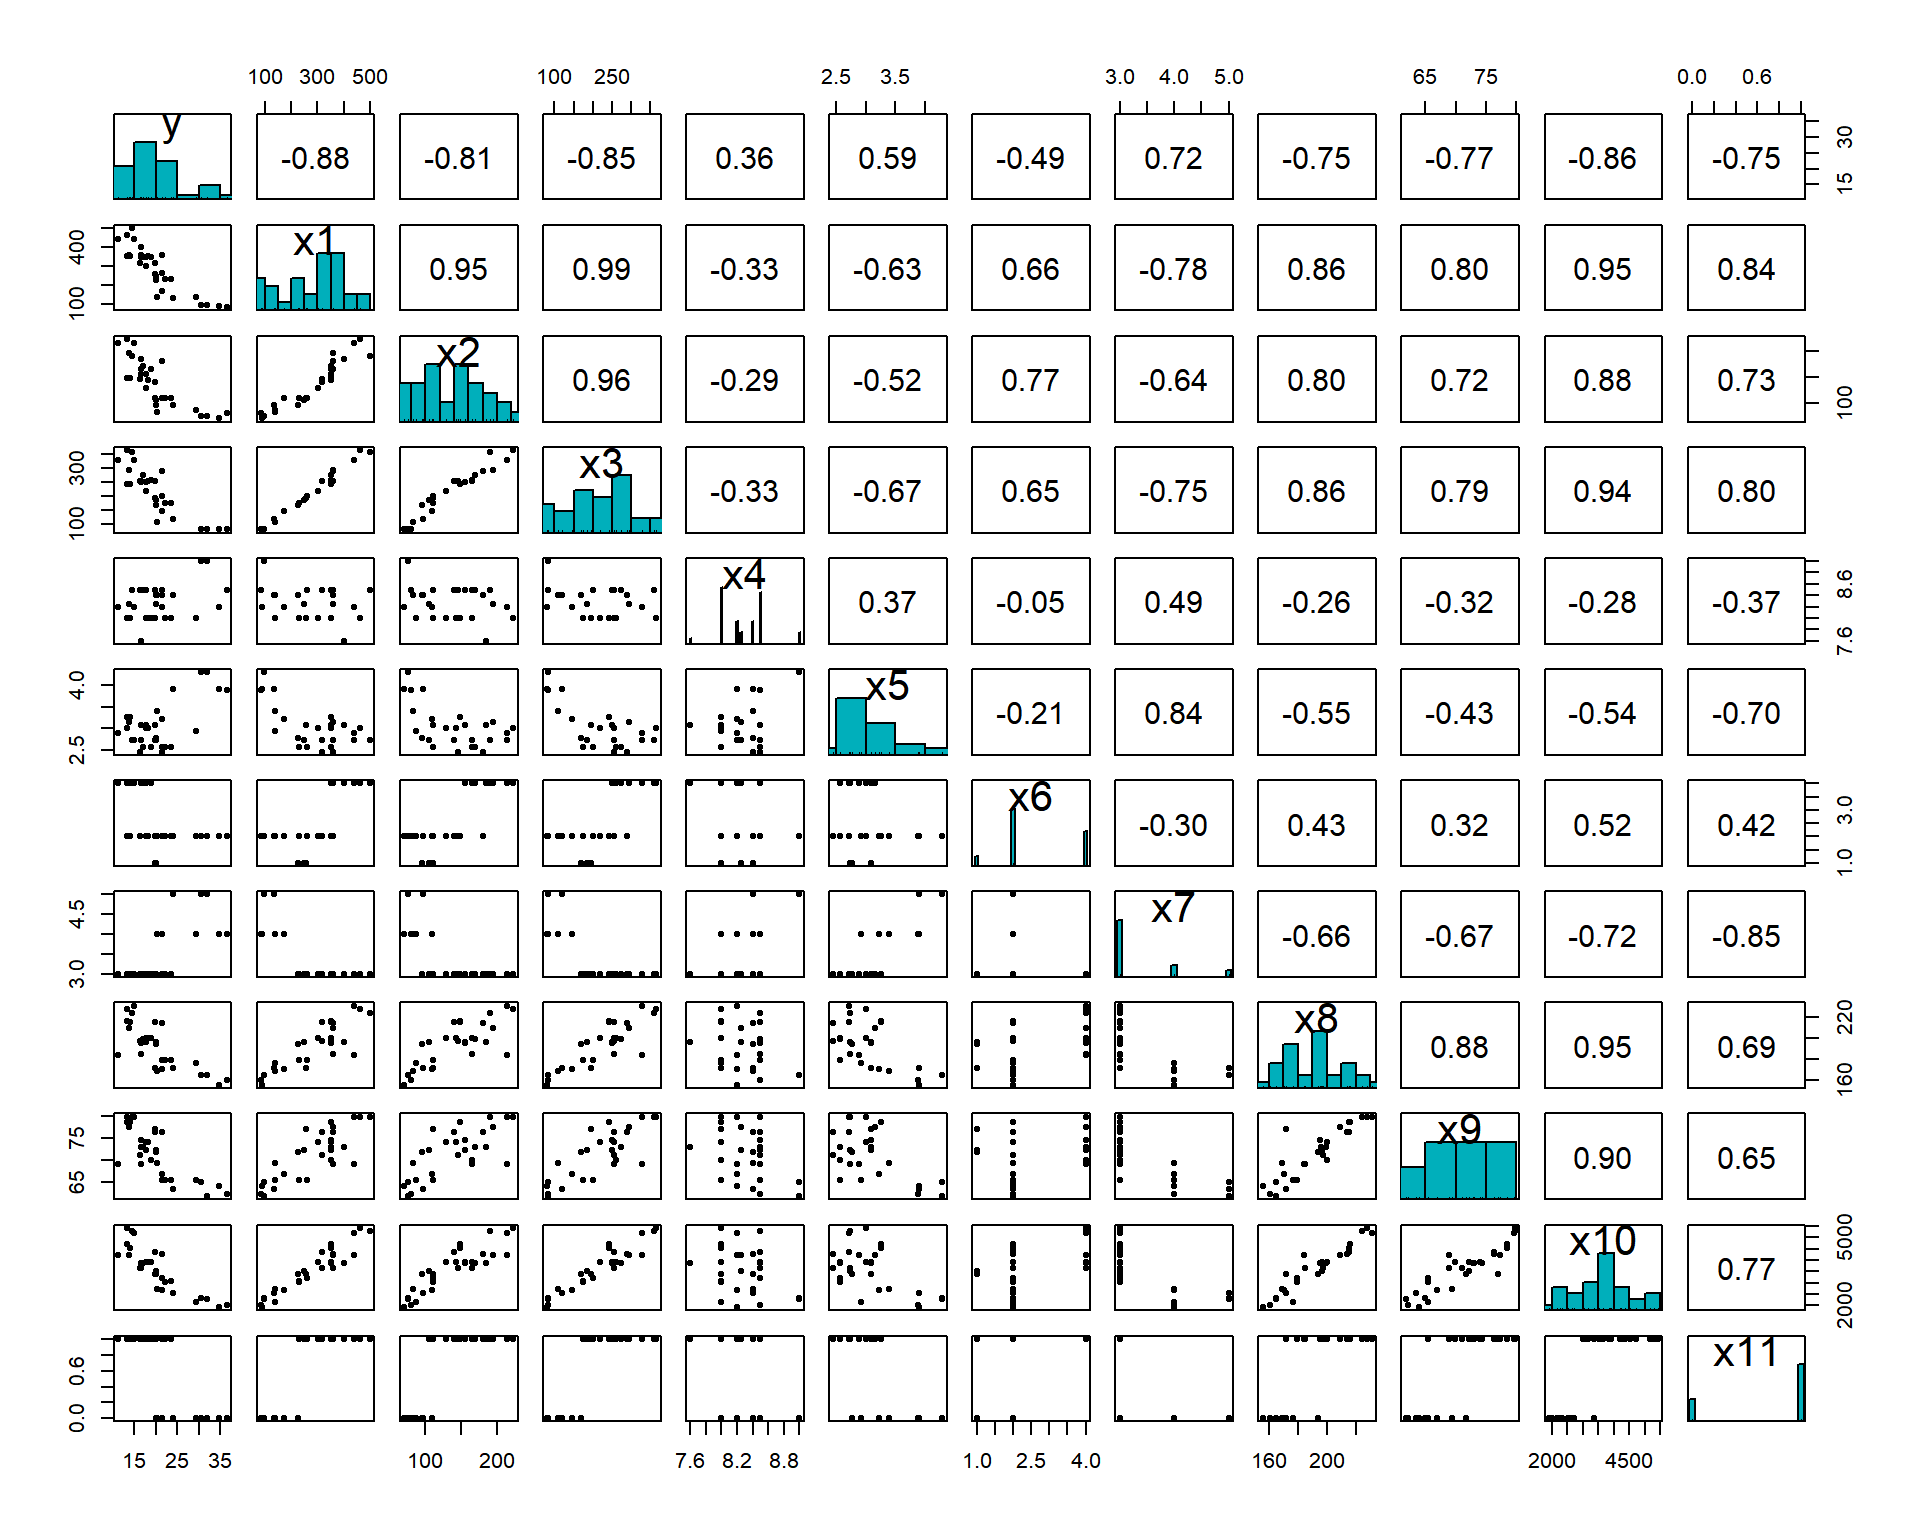 100 300 500 100 250 2.5 3.5 3.0 4.0 5.0 65 75 0.0 0.6
y -0.88 -0.81 -0.85 0.36 0.59 -0.49 0.72 -0.75 -0.77 -0.86 -0.75 15 30
100 400 x1 0.95 0.99 -0.33 -0.63 0.66 -0.78 0.86 0.80 0.95 0.84
x2 0.96 -0.29 -0.52 0.77 -0.64 0.80 0.72 0.88 0.73 100
100 300 x3 -0.33 -0.67 0.65 -0.75 0.86 0.79 0.94 0.80
x4 0.37 -0.05 0.49 -0.26 -0.32 -0.28 -0.37 7.6 8.6
2.5 4.0 x5 -0.21 0.84 -0.55 -0.43 -0.54 -0.70
x6 -0.30 0.43 0.32 0.52 0.42 1.0 3.0
3.0 4.5 x7 -0.66 -0.67 -0.72 -0.85
x8 0.88 0.95 0.69 160 220
65 75 x9 0.90 0.65
x10 0.77 2000 5000
0.0 0.6 x11
15 25 35 100 200 7.6 8.2 8.8 1.0 2.5 4.0 160 200 2000 4500